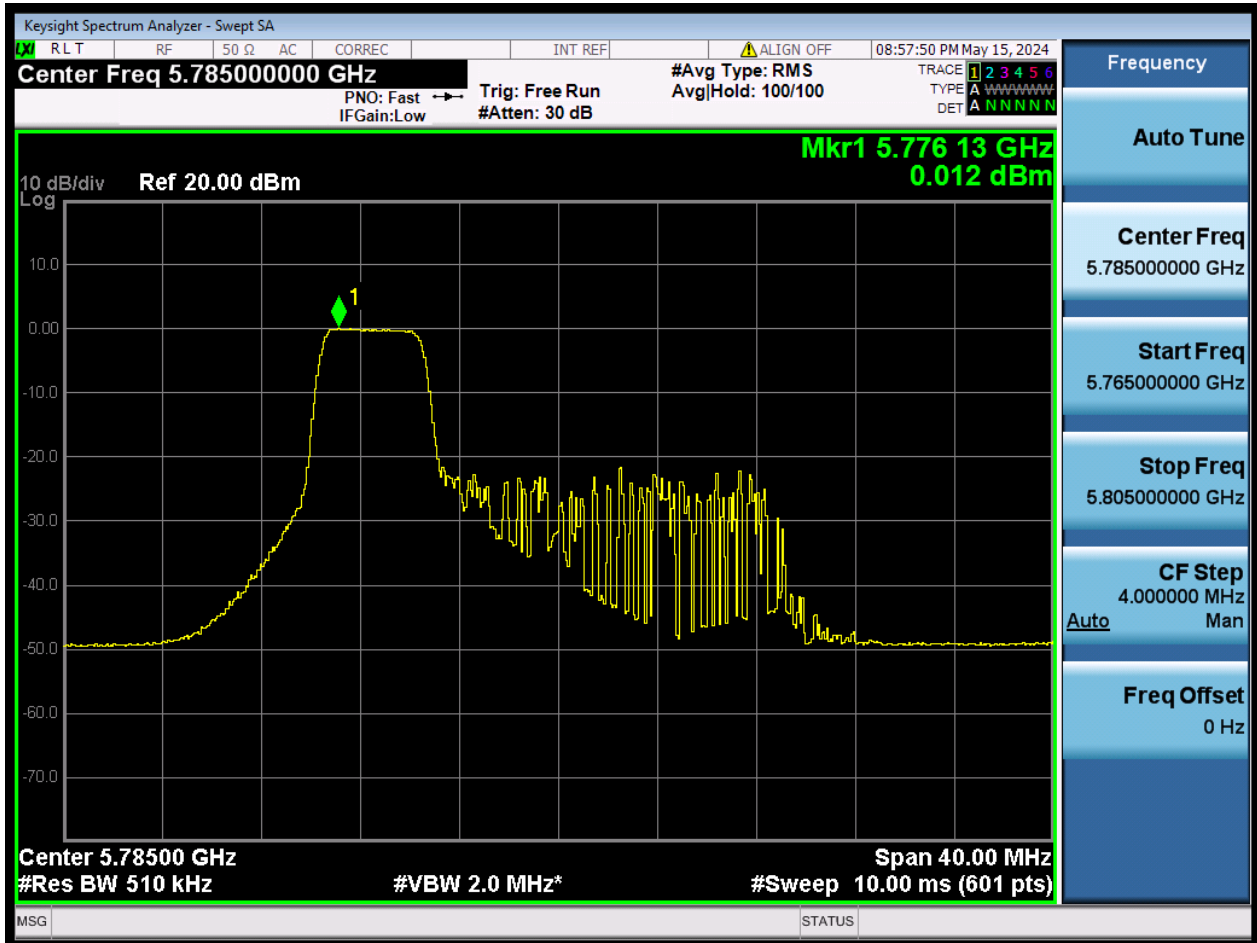 Keysight Spectrum Analyzer - Swept SA
LXI RLT RF 50 Ω AC CORREC INT REF ALIGN OFF 08:57:50 PM May 15, 2024
Center Freq 5.785000000 GHz
PNO: Fast
IFGain:Low
Trig: Free Run
#Atten: 30 dB
#Avg Type: RMS
Avg|Hold: 100/100
TRACE 1 2 3 4 5 6
TYPE A WWWWW
DET A N N N N N
Mkr1 5.776 13 GHz
0.012 dBm
10 dB/div Ref 20.00 dBm
Log
10.0
1
0.00
-10.0
-20.0
-30.0
-40.0
-50.0
-60.0
-70.0
Center 5.78500 GHz Span 40.00 MHz
#Res BW 510 kHz #VBW 2.0 MHz* #Sweep 10.00 ms (601 pts)
MSG STATUS
Frequency
Auto Tune
Center Freq
5.785000000 GHz
Start Freq
5.765000000 GHz
Stop Freq
5.805000000 GHz
CF Step
4.000000 MHz
Auto Man
Freq Offset
0 Hz